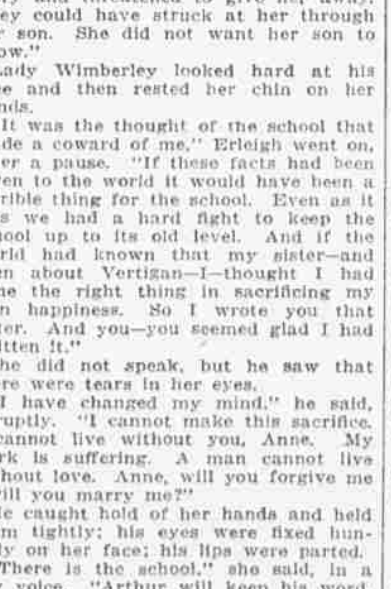 ey could have struck at her through
r son. She did not want her son to
ow."
ady Wimberley looked hard at his
e and then rested her chin on her
nds.
It was the thought of the school that
de a coward of me," Erleigh went on,
er a pause. "If these facts had been
en to the world it would have been a
rible thing for the school. Even as it
s we had a hard fight to keep the
ool up to its old level. And if the
rld had known that my sister—and
en about Vertigan—I—thought I had
ne the right thing in sacrificing my
n happiness. So I wrote you that
ter. And you—you seemed glad I had
itten it."
he did not speak, but he saw that
re were tears in her eyes.
I have changed my mind," he said,
ruptly. "I cannot make this sacrifice.
cannot live without you, Anne. My
rk is suffering. A man cannot live
hout love. Anne, will you forgive me
ill you marry me?"
e caught hold of her hands and held
m tightly; his eyes were fixed hun-
ly on her face; his lips were parted.
There is the school," she said, in a
voice. "Arthur will keep his word